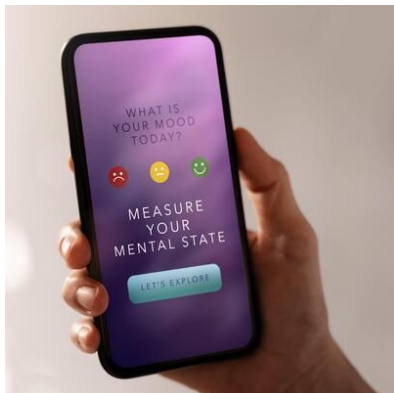 WHAT IS
YOUR MOOD
TODAY?
MEASURE
YOUR
MENTAL STATE
LET'S EXPLORE